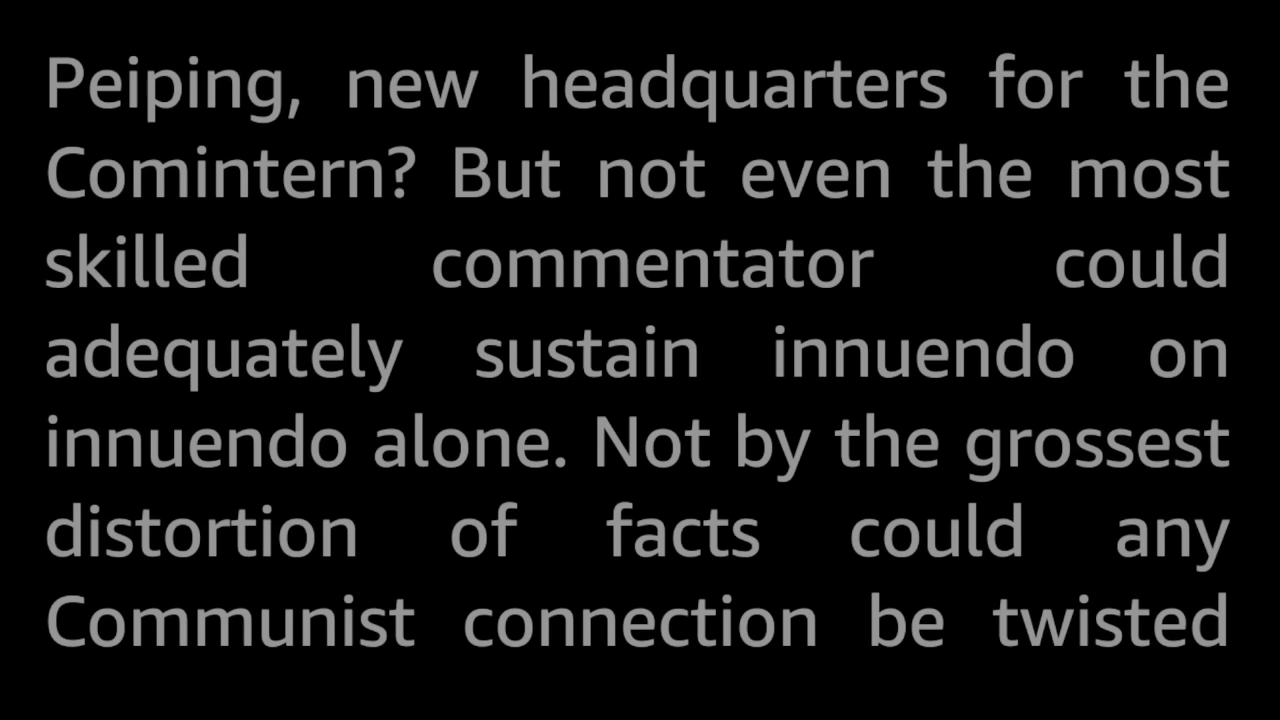 Peiping, new headquarters for the
Comintern? But not even the most
skilled commentator could
adequately sustain innuendo on
innuendo alone. Not by the grossest
distortion of facts could any
Communist connection be twisted